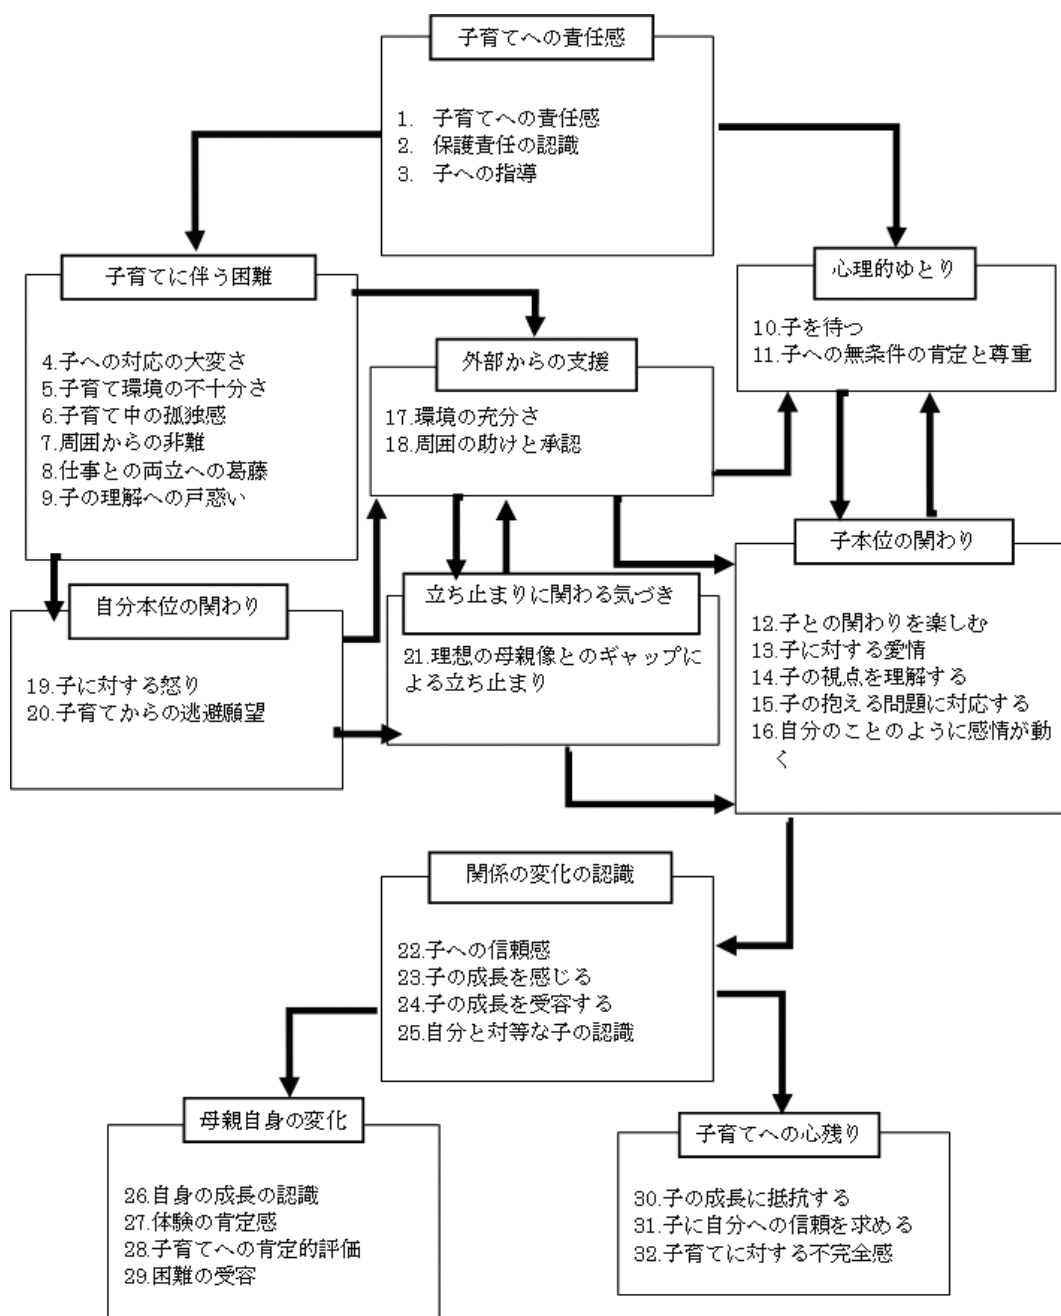 子育てへの責任感
1. 子育てへの責任感
2. 保護責任の認識
3. 子への指導
子育てに伴う困難
4.子への対応の大変さ
5.子育て環境の不十分さ
6.子育て中の孤独感
7.周囲からの非難
8.仕事との両立への葛藤
9.子の理解への戸惑い
外部からの支援
17.環境の充分さ
18.周囲の助けと承認
心理的ゆとり
10.子を待つ
11.子への無条件の肯定と尊重
自分本位の関わり
19.子に対する怒り
20.子育てからの逃避願望
立ち止まりに関わる気づき
21.理想の母親像とのギャップに
よる立ち止まり
子本位の関わり
12.子との関わりを楽しむ
13.子に対する愛情
14.子の視点を理解する
15.子の抱える問題に対応する
16.自分のことのように感情が動
く
関係の変化の認識
22.子への信頼感
23.子の成長を感じる
24.子の成長を受容する
25.自分と対等な子の認識
母親自身の変化
26.自身の成長の認識
27.体験の肯定感
28.子育てへの肯定的評価
29.困難の受容
子育てへの心残り
30.子の成長に抵抗する
31.子に自分への信頼を求める
32.子育てに対する不完全感